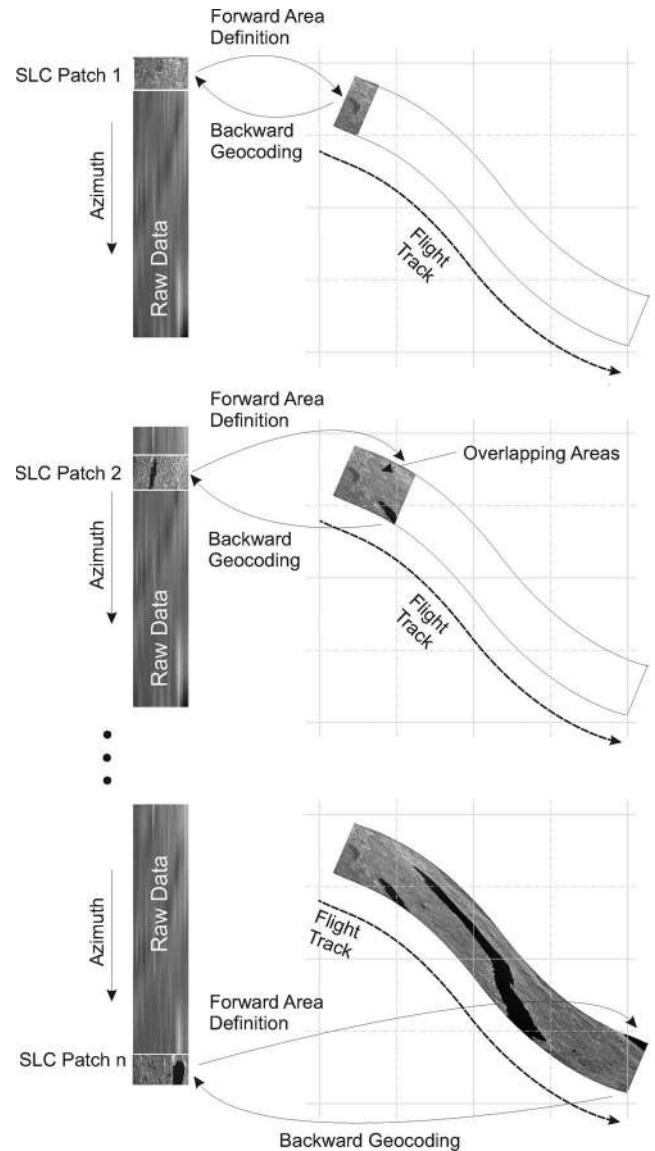 Forward Area
Definition
SLC Patch 1
Backward
Geocoding
Azimuth
Raw Data
Flight
Track
Forward Area
Definition
Overlapping Areas
SLC Patch 2
Backward
Geocoding
Azimuth
Raw Data
Flight
Track
Raw Data
Azimuth
Flight
Track
Forward Area
Definition
SLC Patch n
Backward Geocoding